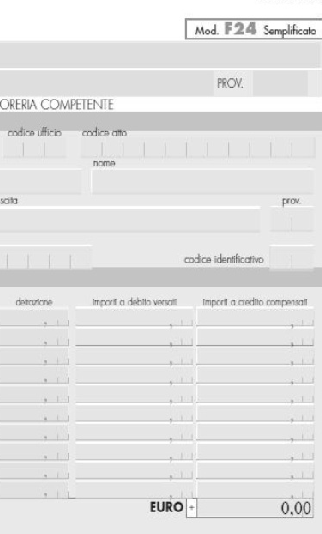 Mod. F24 Semplificato
PROV.
ORERIA COMPETENTE
codice ufficio codice atto
nome
scita prov.
codice identificativo
detrazione importi a debito versati importi a credito compensati
EURO + 0,00